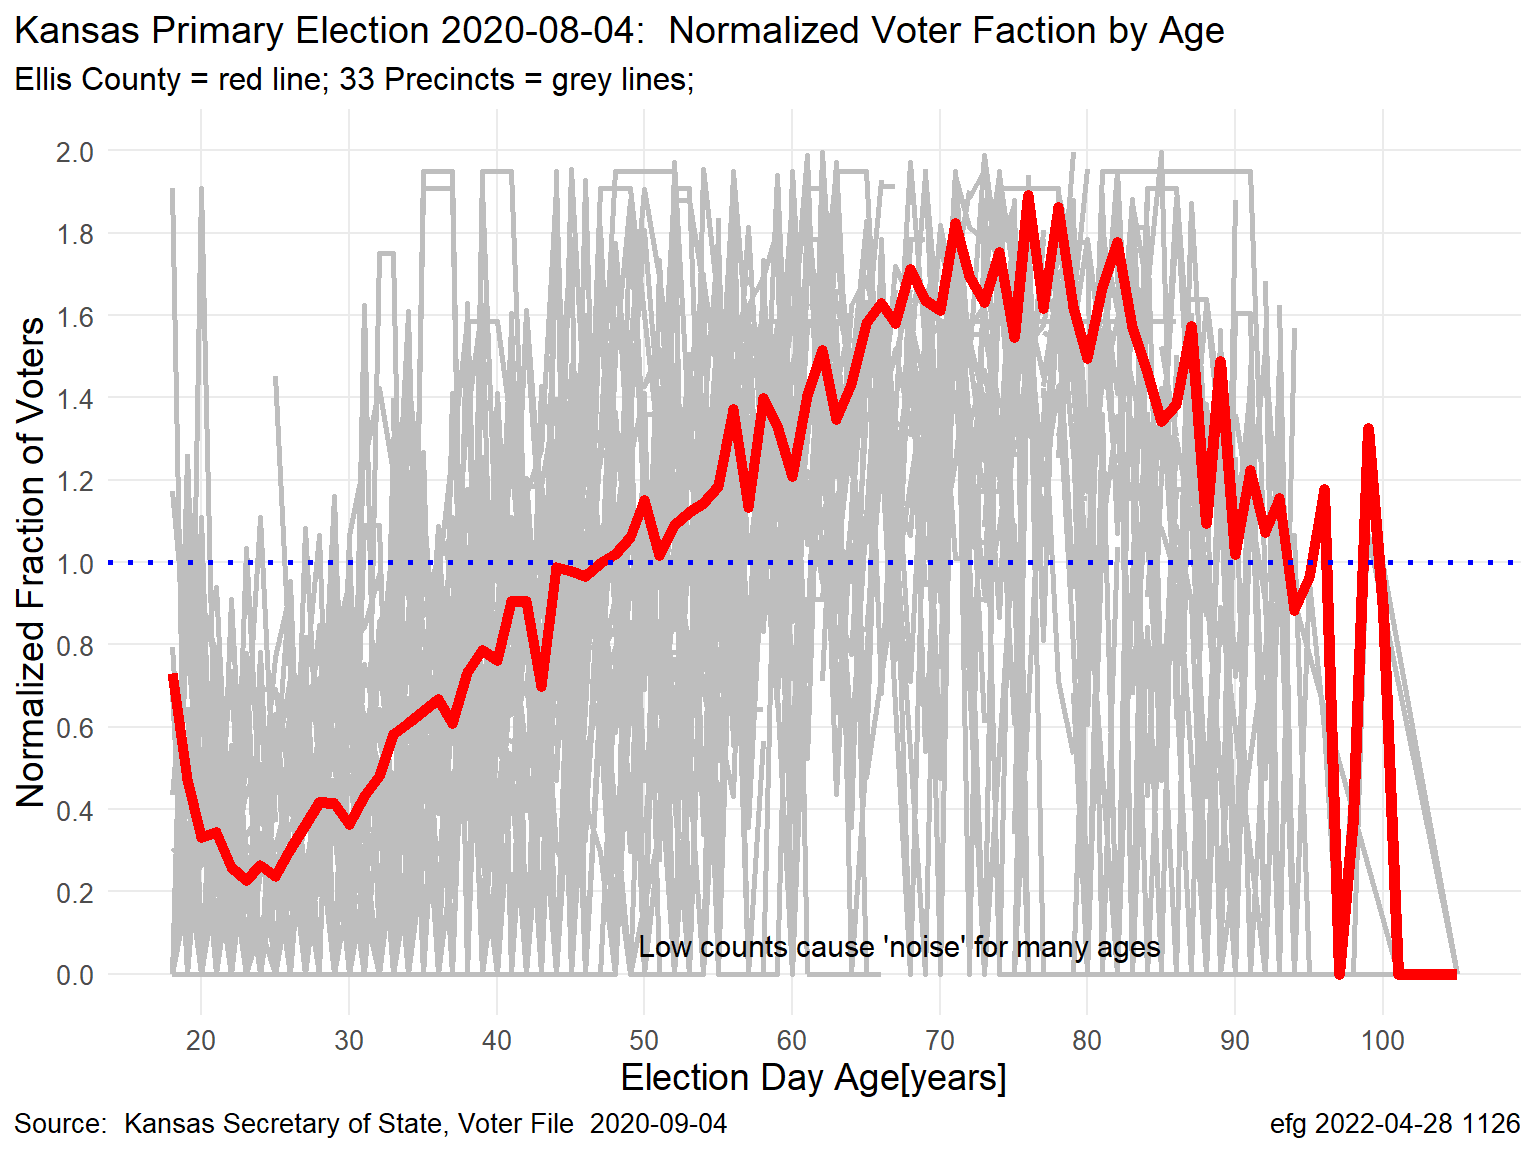 Kansas Primary Election 2020-08-04:  Normalized Voter Faction by Age
Ellis County = red line; 33 Precincts = grey lines;
Normalized Fraction of Voters
2.0
1.8
1.6
1.4
1.2
1.0
0.8
0.6
0.4
0.2
0.0
Low counts cause 'noise' for many ages
20 30 40 50 60 70 80 90 100
Election Day Age[years]
Source:  Kansas Secretary of State, Voter File  2020-09-04
efg 2022-04-28 1126